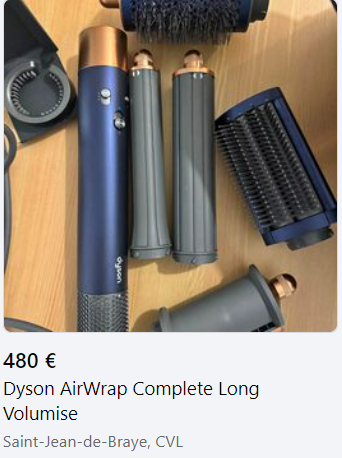 dyson
480 €
Dyson AirWrap Complete Long
Volumise
Saint-Jean-de-Braye, CVL